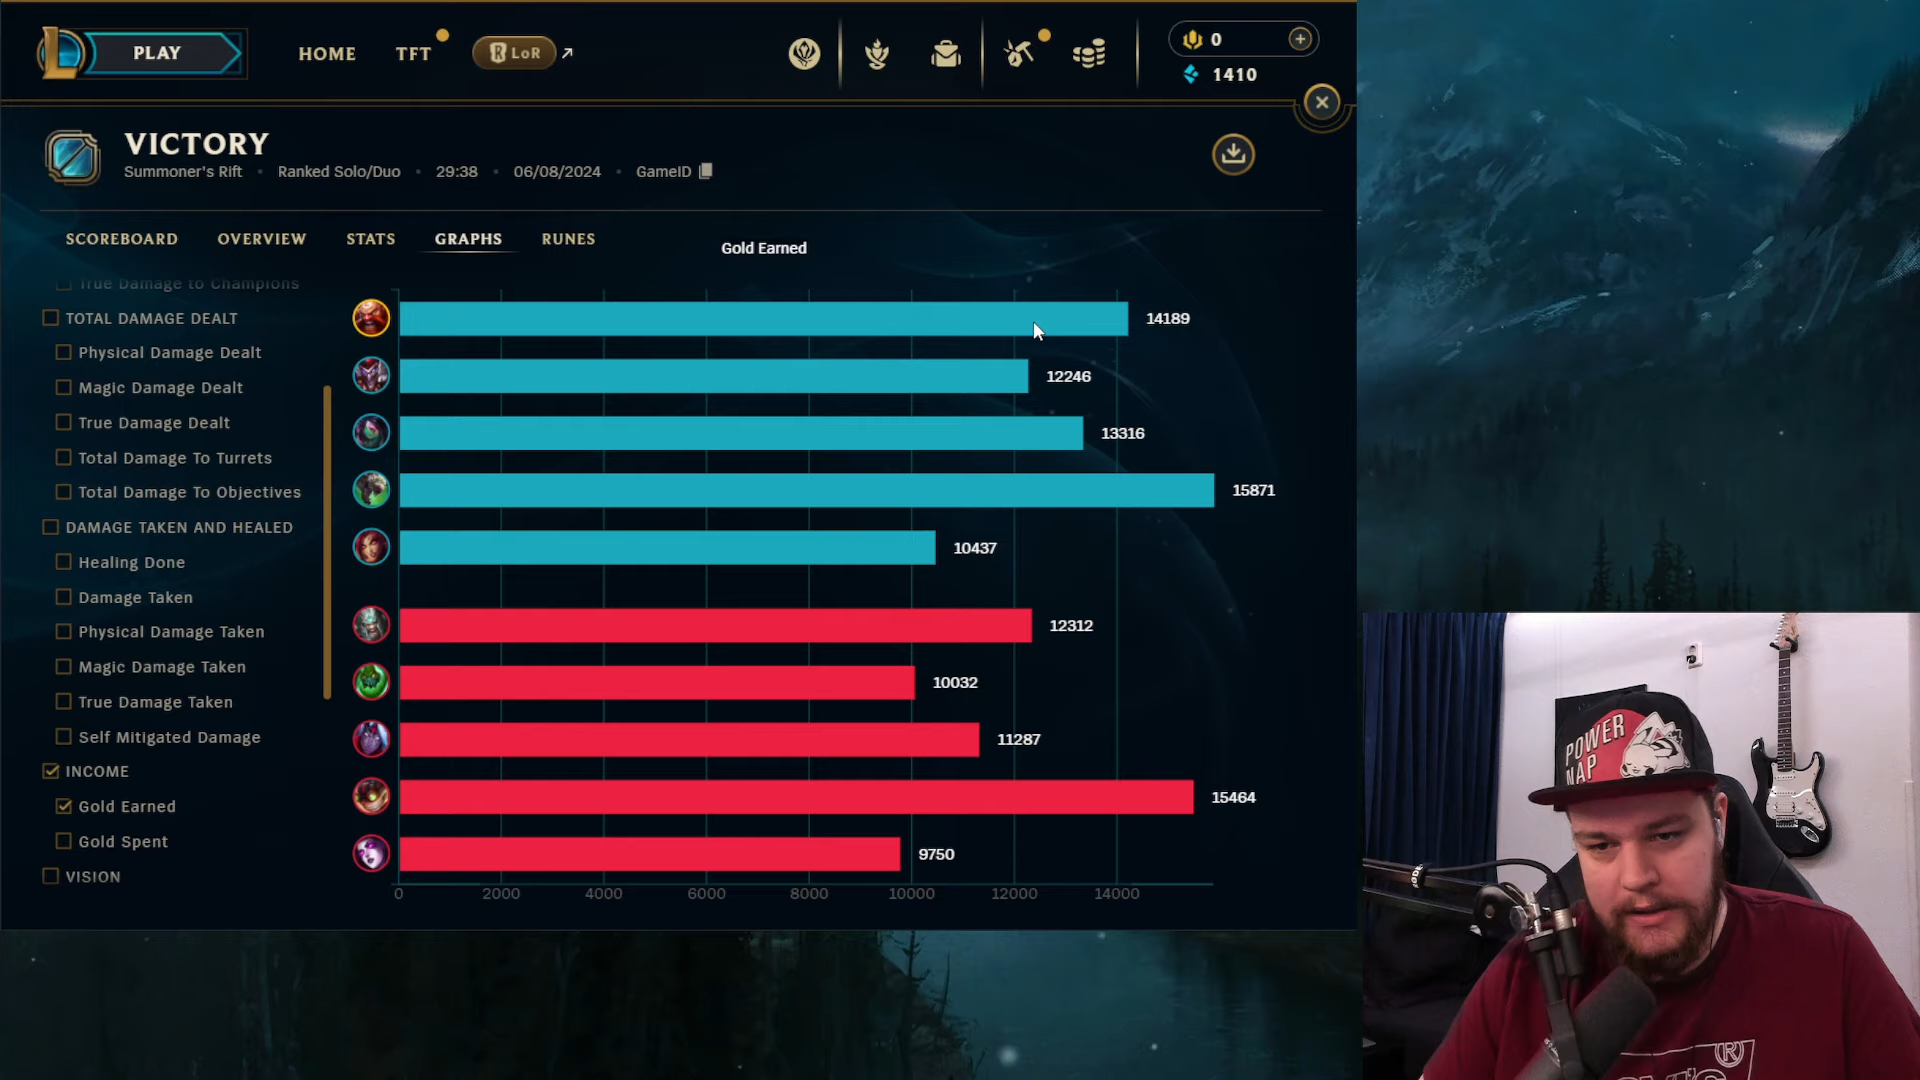 PLAY
HOME
TFT
LoR
0
1410
VICTORY
Summoner's Rift • Ranked Solo/Duo • 29:38 • 06/08/2024 • GameID
SCOREBOARD
OVERVIEW
STATS
GRAPHS
RUNES
Gold Earned
True Damage to Champions
TOTAL DAMAGE DEALT
Physical Damage Dealt
Magic Damage Dealt
True Damage Dealt
Total Damage To Turrets
Total Damage To Objectives
DAMAGE TAKEN AND HEALED
Healing Done
Damage Taken
Physical Damage Taken
Magic Damage Taken
True Damage Taken
Self Mitigated Damage
INCOME
Gold Earned
Gold Spent
VISION
14189
12246
13316
15871
10437
12312
10032
11287
15464
9750
0 2000 4000 6000 8000 10000 12000 14000
POWER
NAP